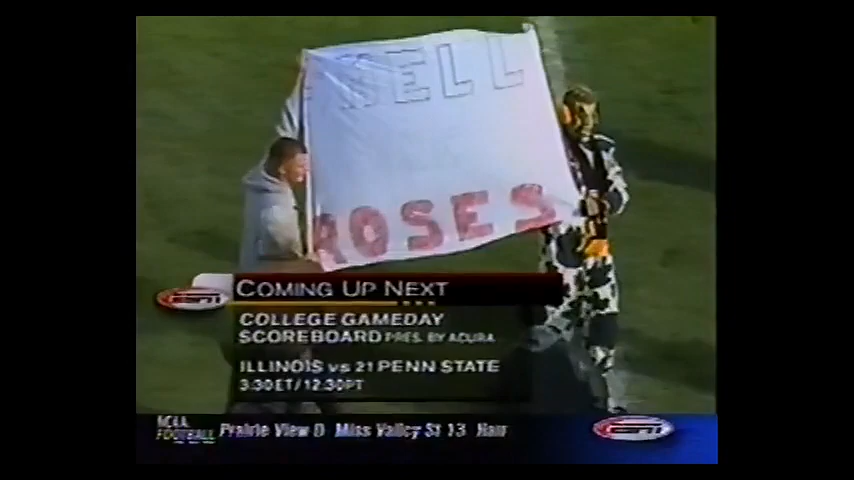 SMELL
ROSES
ESPN
COMING UP NEXT
COLLEGE GAMEDAY
SCOREBOARD PRES. BY ACURA
ILLINOIS vs 21 PENN STATE
3:30ET/12:30PT
NCAA
FOOTBALL
Prairie View 0 Miss Valley St 13
ESPN